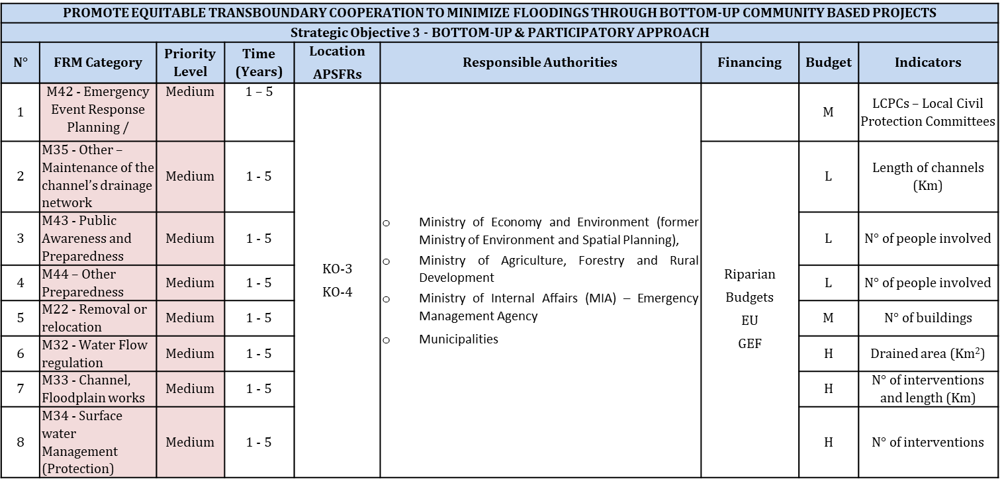 PROMOTE EQUITABLE TRANSBOUNDARY COOPERATION TO MINIMIZE FLOODINGS THROUGH BOTTOM-UP COMMUNITY BASED PROJECTS
Strategic Objective 3 - BOTTOM-UP & PARTICIPATORY APPROACH
N°
FRM Category
Priority
Level
Time
(Years)
Location
APSFRs
Responsible Authorities
Financing
Budget
Indicators
1
M42 - Emergency
Event Response
Planning /
Medium
1 – 5
M
LCPCs – Local Civil
Protection Committees
2
M35 - Other –
Maintenance of the
channel's drainage
network
Medium
1 - 5
L
Length of channels
(Km)
3
M43 - Public
Awareness and
Preparedness
Medium
1 - 5
L
N° of people involved
4
M44 – Other
Preparedness
Medium
1 - 5
L
N° of people involved
5
M22 - Removal or
relocation
Medium
1 - 5
M
N° of buildings
6
M32 - Water Flow
regulation
Medium
1 - 5
H
Drained area (Km²)
7
M33 - Channel,
Floodplain works
Medium
1 - 5
H
N° of interventions
and length (Km)
8
M34 - Surface
water
Management
(Protection)
Medium
1 - 5
H
N° of interventions
KO-3
KO-4
o Ministry of Economy and Environment (former
Ministry of Environment and Spatial Planning),
o Ministry of Agriculture, Forestry and Rural
Development
o Ministry of Internal Affairs (MIA) – Emergency
Management Agency
o Municipalities
Riparian
Budgets
EU
GEF